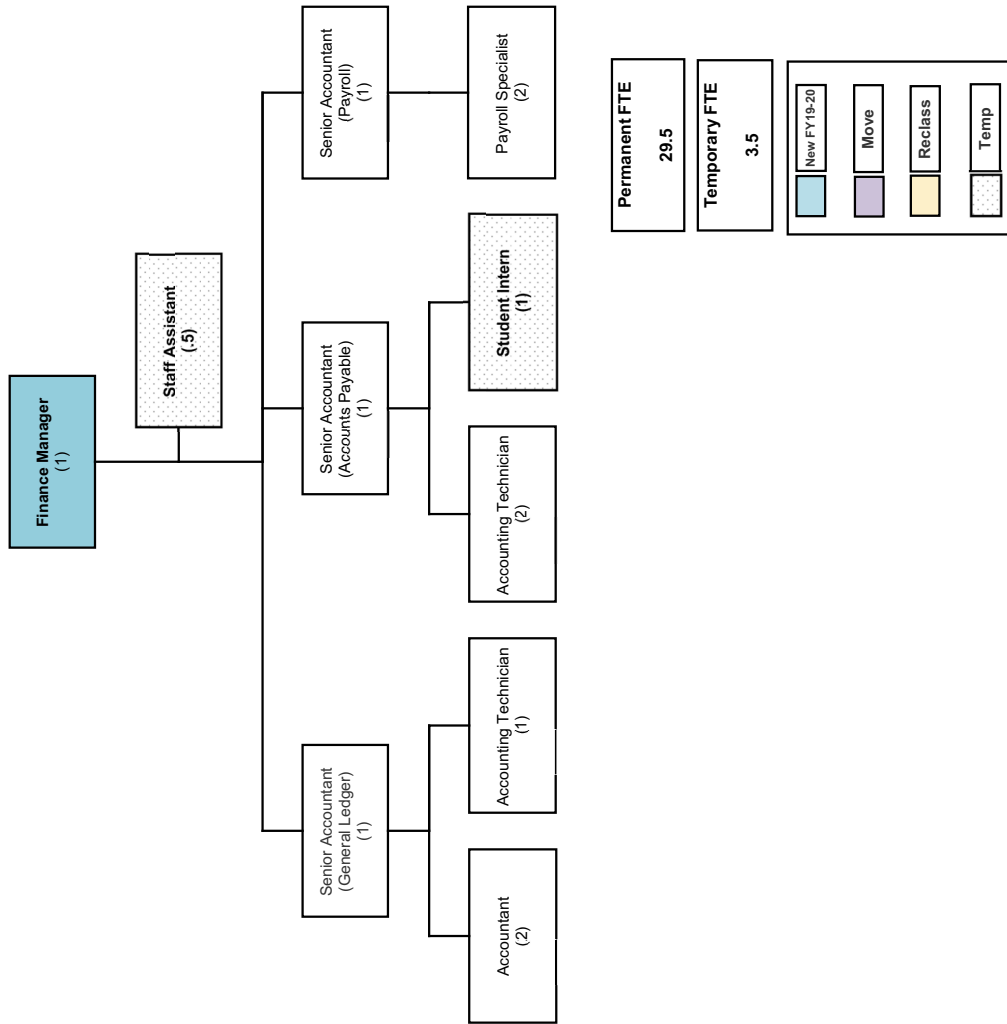 Finance Manager
(1)
Staff Assistant
(.5)
Senior Accountant
(General Ledger)
(1)
Senior Accountant
(Accounts Payable)
(1)
Senior Accountant
(Payroll)
(1)
Accountant
(2)
Accounting Technician
(1)
Accounting Technician
(2)
Student Intern
(1)
Payroll Specialist
(2)
Permanent FTE
29.5
Temporary FTE
3.5
New FY19-20
Move
Reclass
Temp